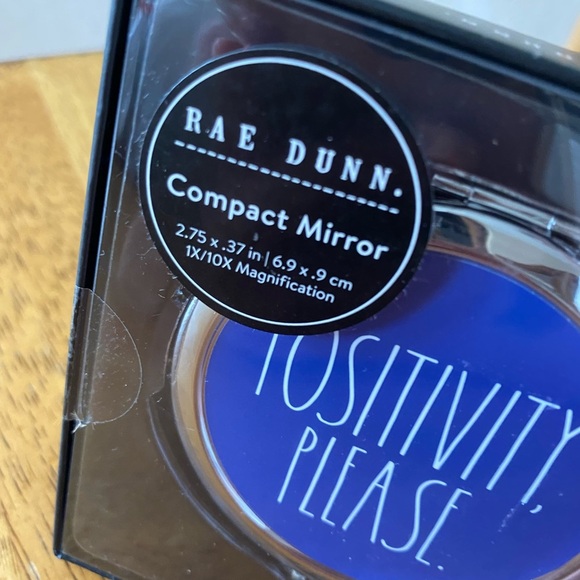 RAE DUNN.
Compact Mirror
2.75 x .37 in | 6.9 x .9 cm
1X/10X Magnification
POSITIVITY,
PLEASE.